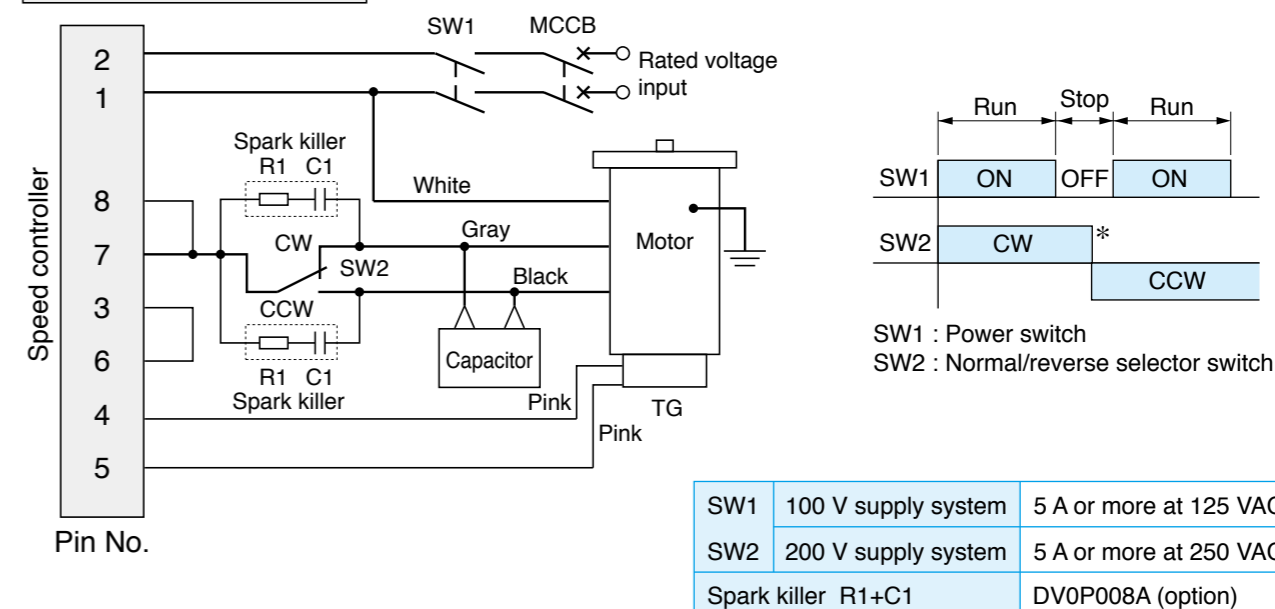 SW1 MCCB
2
Rated voltage
input
1
Spark killer
R1 C1
White
8
Gray
CW
7
SW2
Motor
Black
CCW
3
Capacitor
6
R1 C1
Spark killer
Pink
TG
4
Pink
5
Speed controller
Pin No.
Run Stop Run
SW1 ON OFF ON
SW2 CW *
CCW
SW1 : Power switch
SW2 : Normal/reverse selector switch
SW1 100 V supply system 5 A or more at 125 VAC
SW2 200 V supply system 5 A or more at 250 VAC
Spark killer R1+C1 DV0P008A (option)